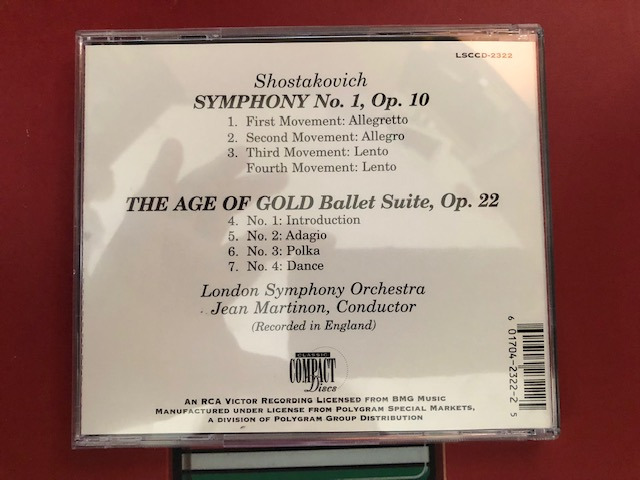 LSCCD-2322
Shostakovich
SYMPHONY No. 1, Op. 10
1. First Movement: Allegretto
2. Second Movement: Allegro
3. Third Movement: Lento
Fourth Movement: Lento
THE AGE OF GOLD Ballet Suite, Op. 22
4. No. 1: Introduction
5. No. 2: Adagio
6. No. 3: Polka
7. No. 4: Dance
London Symphony Orchestra
Jean Martinon, Conductor
(Recorded in England)
CLASSIC
COMPACT
Discs
AN RCA VICTOR RECORDING LICENSED FROM BMG MUSIC
MANUFACTURED UNDER LICENSE FROM POLYGRAM SPECIAL MARKETS,
A DIVISION OF POLYGRAM GROUP DISTRIBUTION
6 01704-2322-2 5